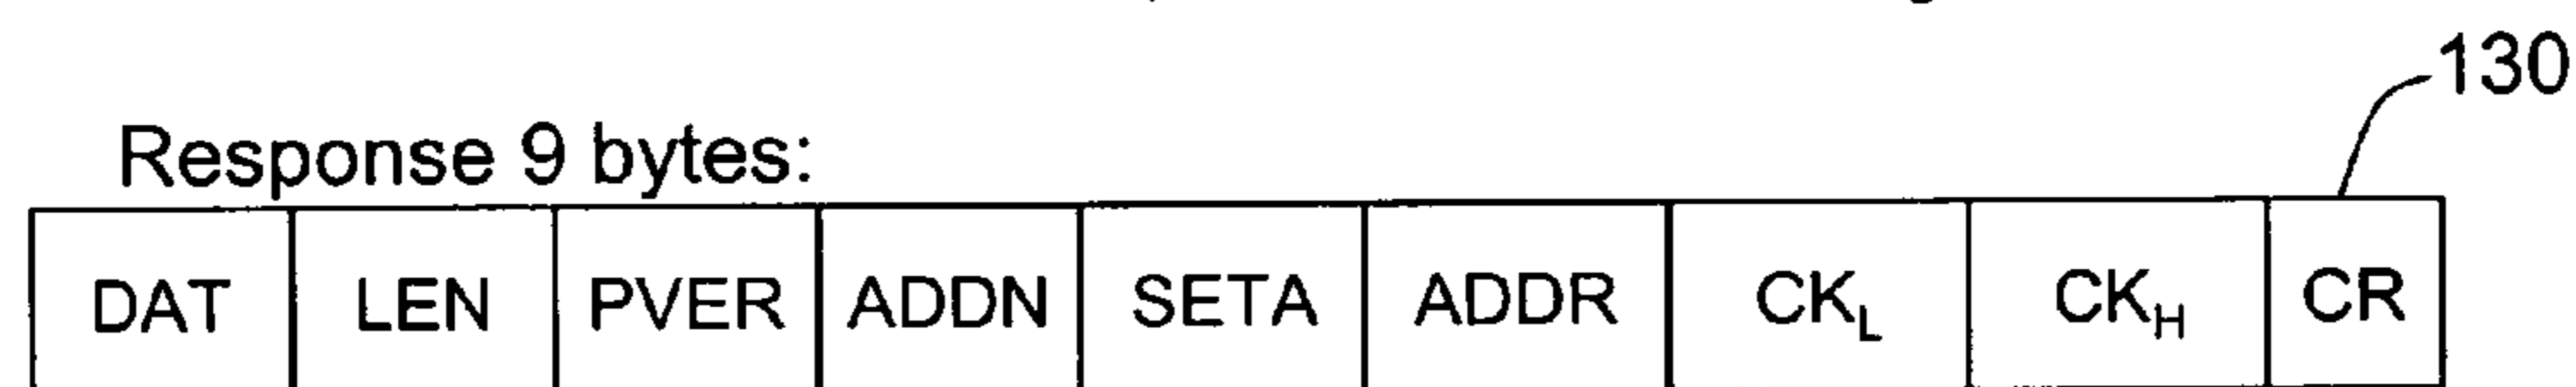 130
Response 9 bytes:
DAT LEN PVER ADDN SETA ADDR CKL CKH CR